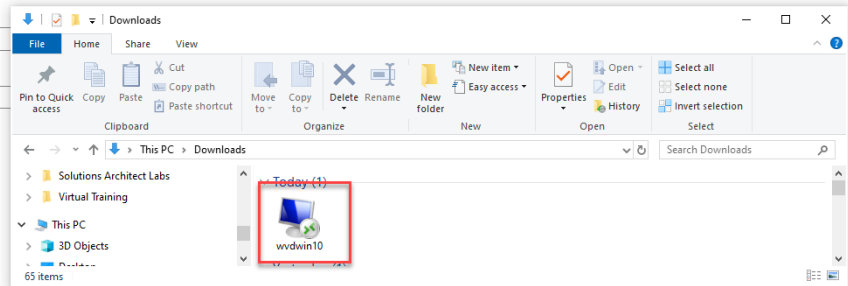 Downloads
File Home Share View
Pin to Quick access
Copy
Paste
Cut
Copy path
Paste shortcut
Clipboard
Move to
Copy to
Delete
Rename
Organize
New folder
New item
Easy access
New
Properties
Open
Edit
History
Open
Select all
Select none
Invert selection
Select
This PC > Downloads
Search Downloads
Solutions Architect Labs
Virtual Training
This PC
3D Objects
Desktop
Today (1)
wvdwin10
Yesterday (1)
65 items